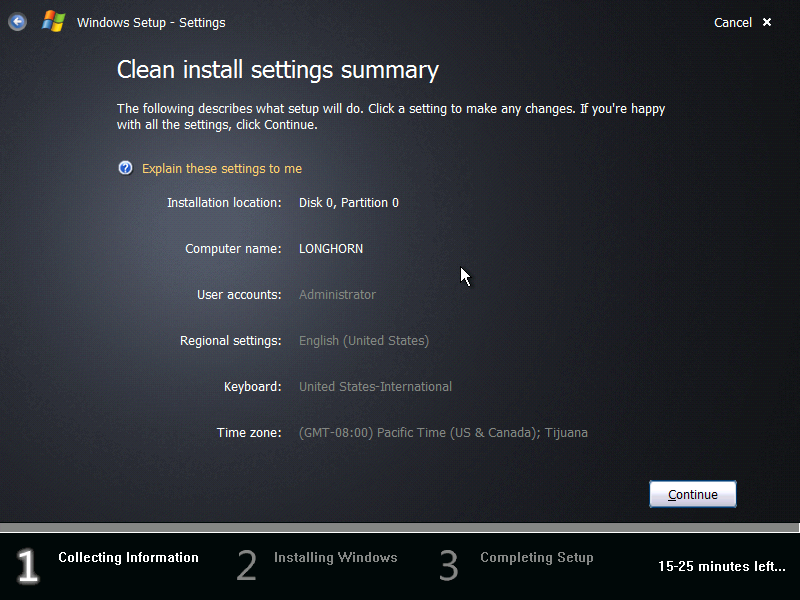 Windows Setup - Settings
Cancel
Clean install settings summary
The following describes what setup will do. Click a setting to make any changes. If you're happy
with all the settings, click Continue.
Explain these settings to me
Installation location: Disk 0, Partition 0
Computer name: LONGHORN
User accounts: Administrator
Regional settings: English (United States)
Keyboard: United States-International
Time zone: (GMT-08:00) Pacific Time (US & Canada); Tijuana
Continue
1 Collecting Information 2 Installing Windows 3 Completing Setup
15-25 minutes left...